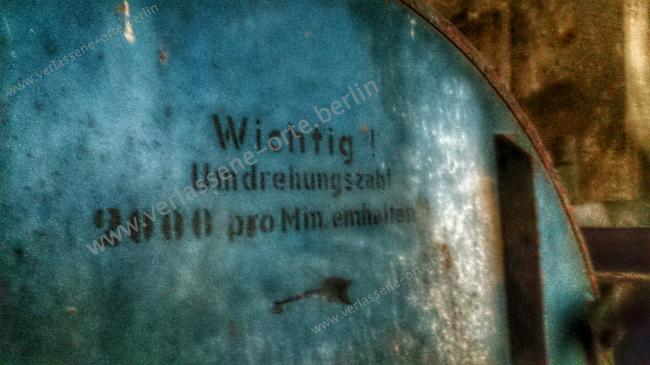 www.verlassene-orte.berlin
Wichtig!
Umdrehungszahl
pro Min. einhalten
www.verlassene-orte.berlin
www.verlassene-orte.berlin